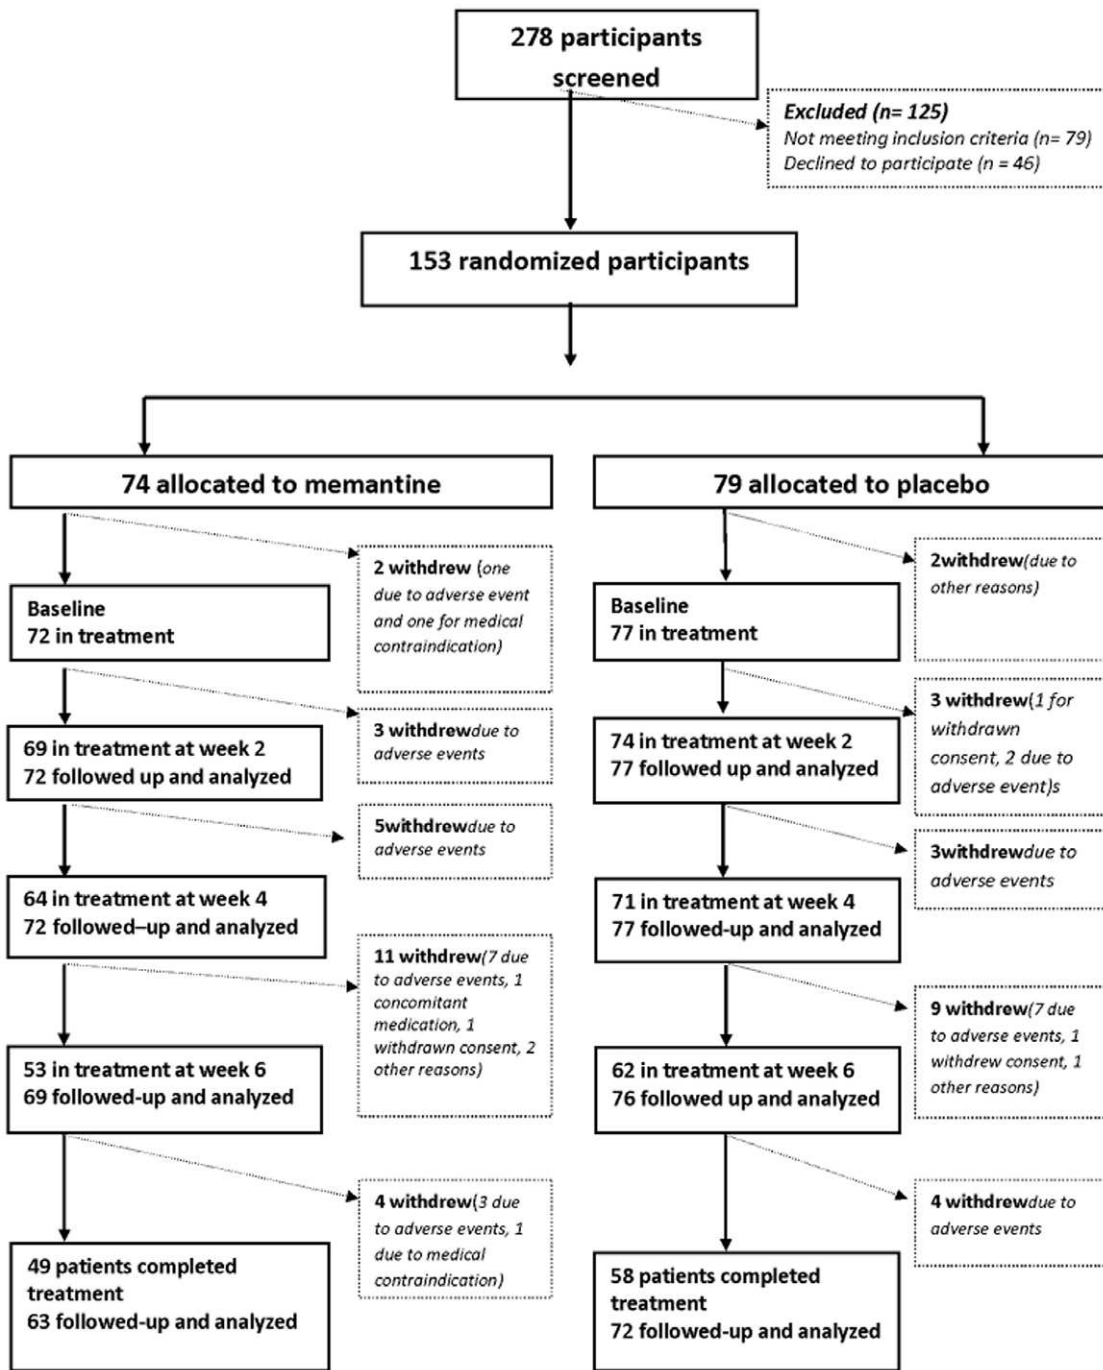 278 participants
screened
Excluded (n= 125)
Not meeting inclusion criteria (n= 79)
Declined to participate (n = 46)
153 randomized participants
74 allocated to memantine
79 allocated to placebo
2 withdrew (one
due to adverse event
and one for medical
contraindication)
2withdrew(due to
other reasons)
Baseline
72 in treatment
Baseline
77 in treatment
3 withdrewdue to
adverse events
3 withdrew(1 for
withdrawn
consent, 2 due to
adverse event)s
69 in treatment at week 2
72 followed up and analyzed
74 in treatment at week 2
77 followed up and analyzed
5withdrewdue to
adverse events
3withdrewdue to
adverse events
64 in treatment at week 4
72 followed–up and analyzed
71 in treatment at week 4
77 followed-up and analyzed
11 withdrew(7 due
to adverse events, 1
concomitant
medication, 1
withdrawn consent, 2
other reasons)
9 withdrew(7 due
to adverse events, 1
withdrew consent, 1
other reasons)
53 in treatment at week 6
69 followed-up and analyzed
62 in treatment at week 6
76 followed up and analyzed
4 withdrew(3 due
to adverse events, 1
due to medical
contraindication)
4 withdrewdue to
adverse events
49 patients completed
treatment
63 followed-up and analyzed
58 patients completed
treatment
72 followed-up and analyzed